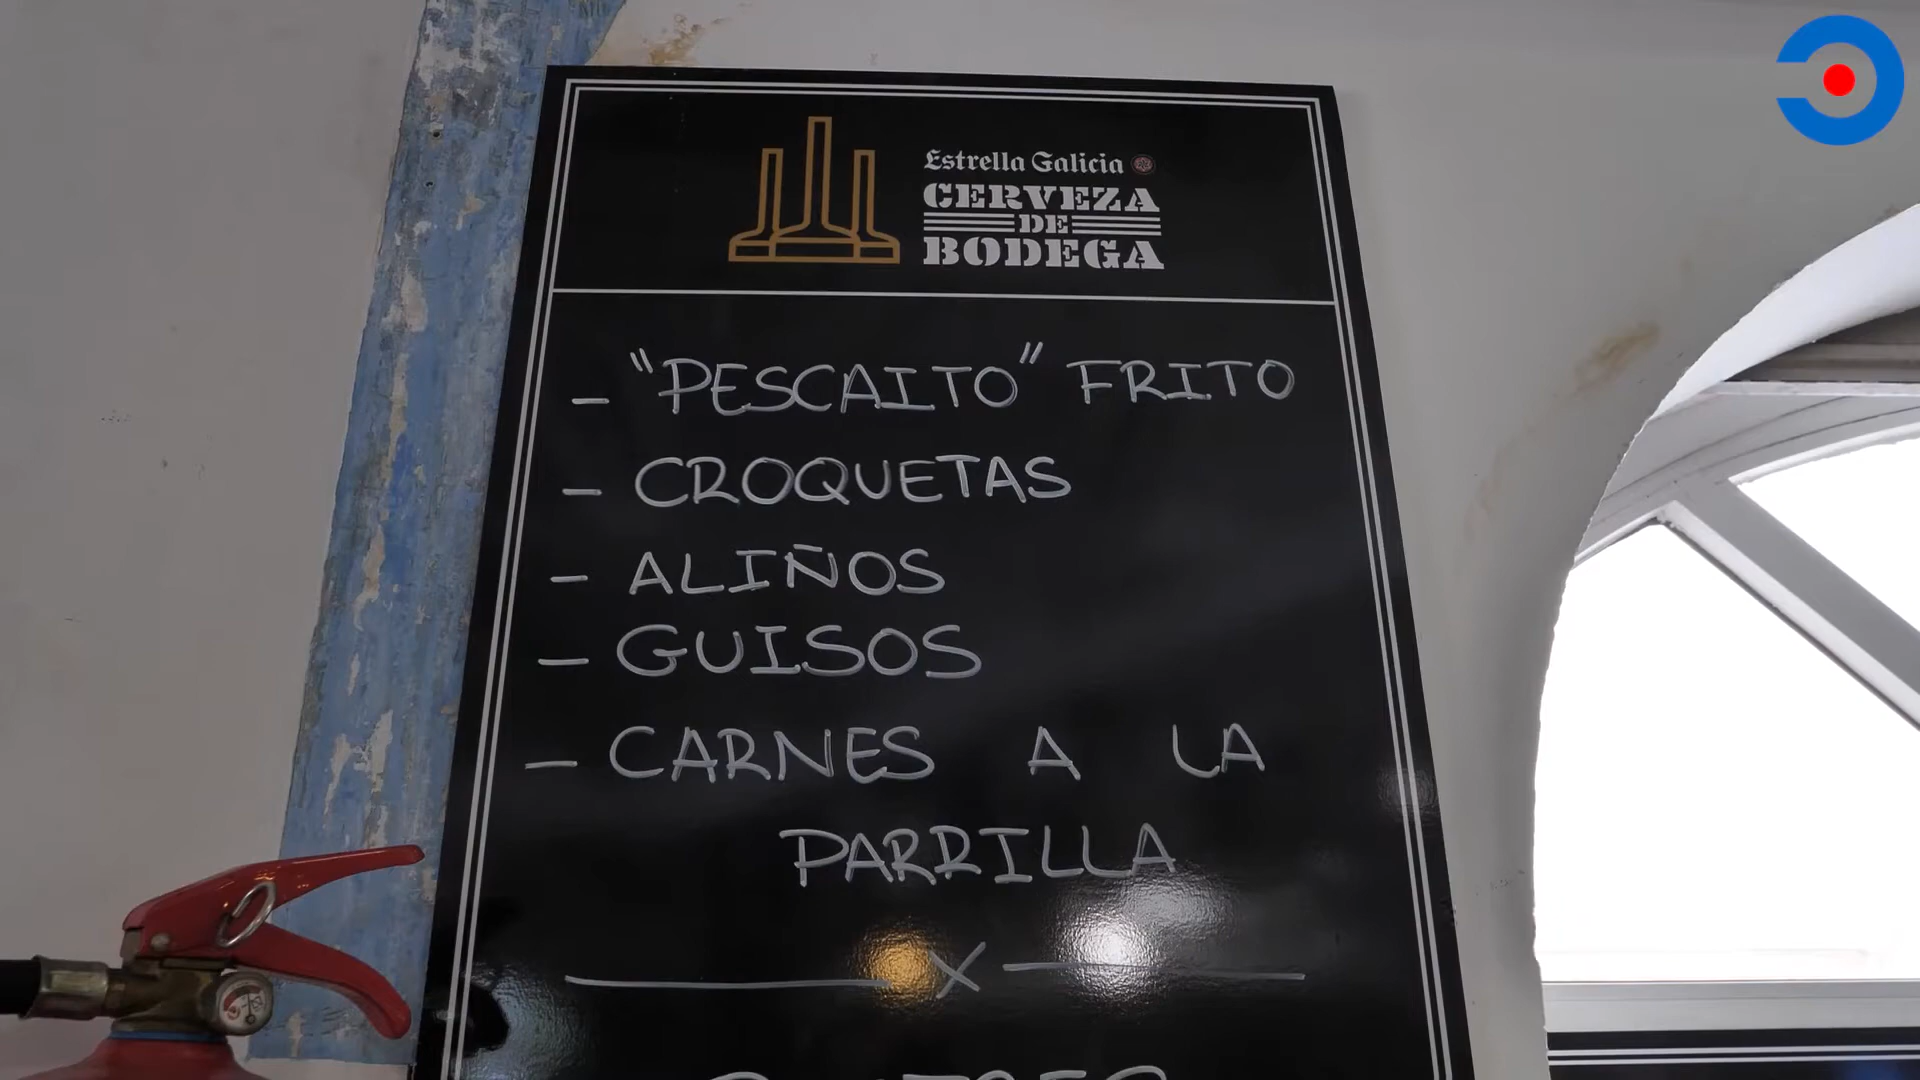 Estrella Galicia
CERVEZA
DE
BODEGA
- "PESCAITO" FRITO
- CROQUETAS
- ALIÑOS
- GUISOS
- CARNES A LA
PARRILLA
x